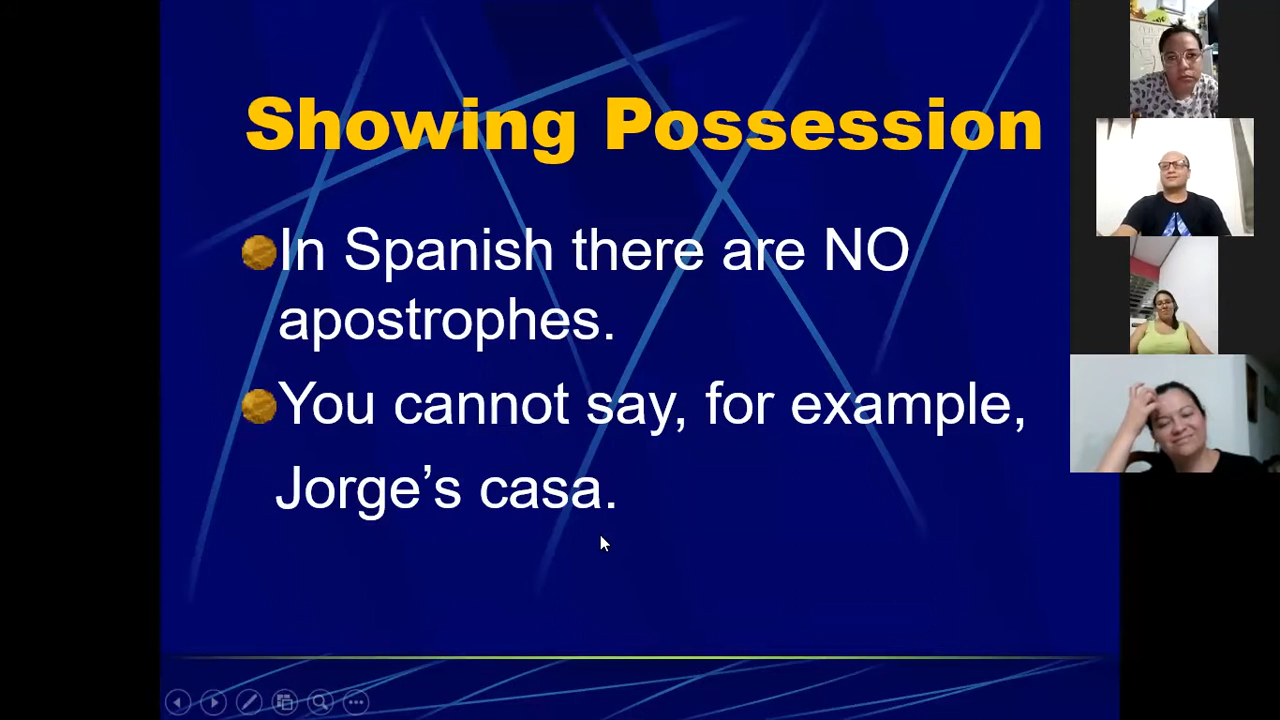 Showing Possession
In Spanish there are NO
apostrophes.
You cannot say, for example,
Jorge’s casa.